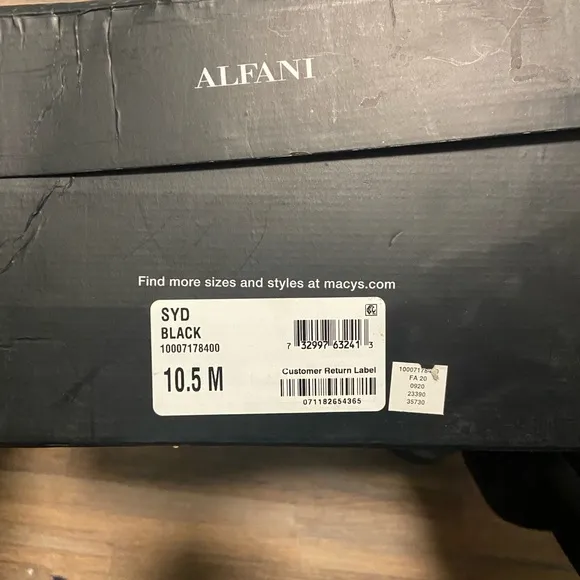 ALFANI
Find more sizes and styles at macys.com
SYD
BLACK
10007178400
7 32997 63241 3
10.5 M
Customer Return Label
071182654365
FA 20
0920
23390
35730